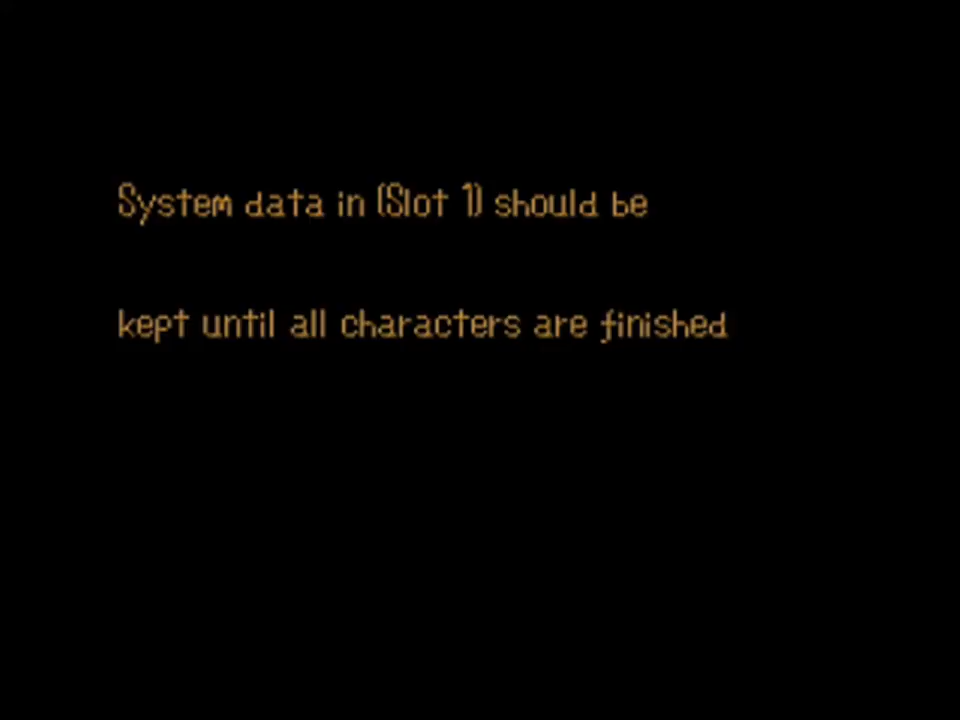 System data in (Slot 1) should be
kept until all characters are finished